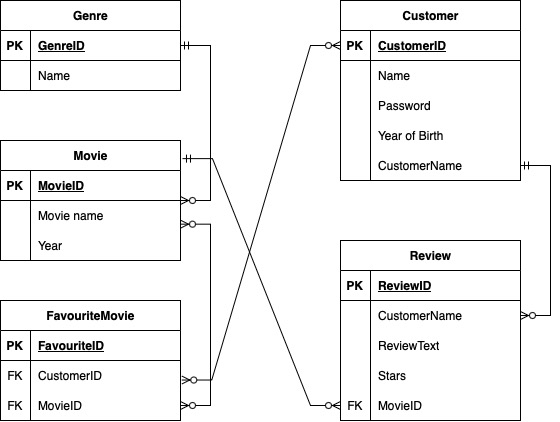 Genre
PK GenreID
Name
Movie
PK MovieID
Movie name
Year
FavouriteMovie
PK FavouriteID
FK CustomerID
FK MovieID
Customer
PK CustomerID
Name
Password
Year of Birth
CustomerName
Review
PK ReviewID
CustomerName
ReviewText
Stars
FK MovieID